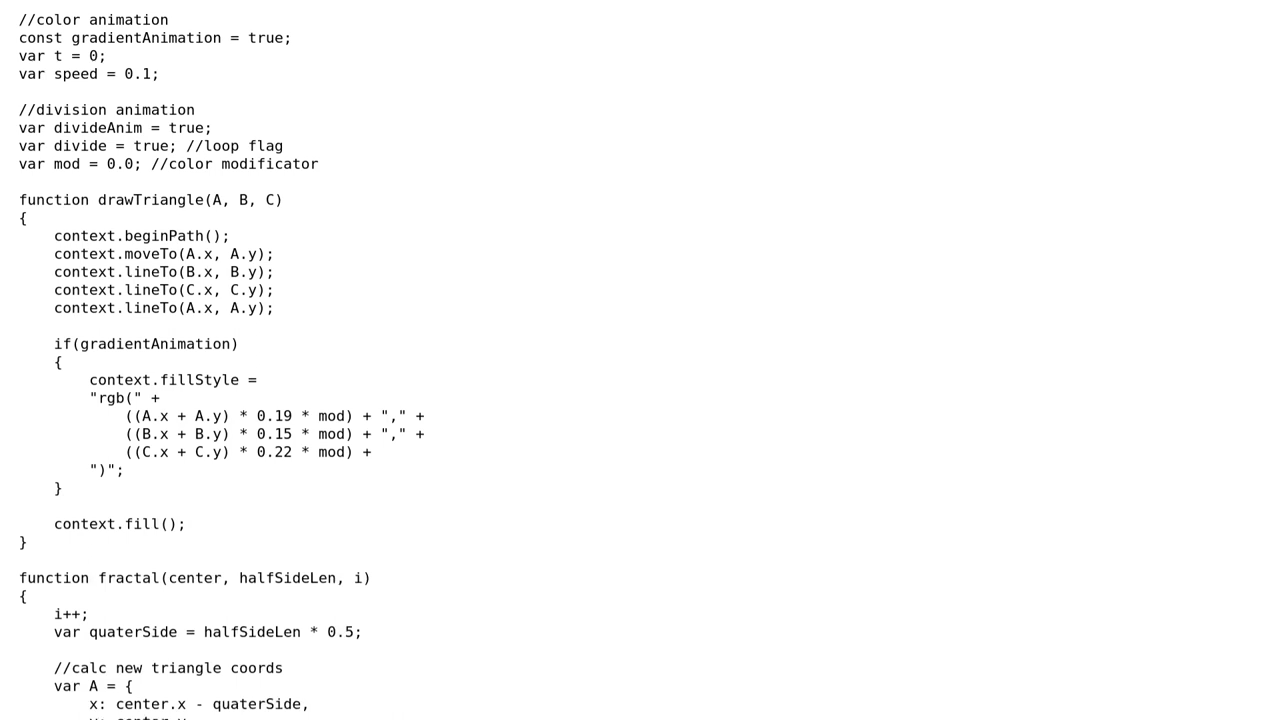 //color animation
const gradientAnimation = true;
var t = 0;
var speed = 0.1;

//division animation
var divideAnim = true;
var divide = true; //loop flag
var mod = 0.0; //color modificator

function drawTriangle(A, B, C)
{
    context.beginPath();
    context.moveTo(A.x, A.y);
    context.lineTo(B.x, B.y);
    context.lineTo(C.x, C.y);
    context.lineTo(A.x, A.y);

    if(gradientAnimation)
    {
        context.fillStyle =
        "rgb(" +
            ((A.x + A.y) * 0.19 * mod) + "," +
            ((B.x + B.y) * 0.15 * mod) + "," +
            ((C.x + C.y) * 0.22 * mod) +
        ")";
    }

    context.fill();
}

function fractal(center, halfSideLen, i)
{
    i++;
    var quaterSide = halfSideLen * 0.5;

    //calc new triangle coords
    var A = {
        x: center.x - quaterSide,